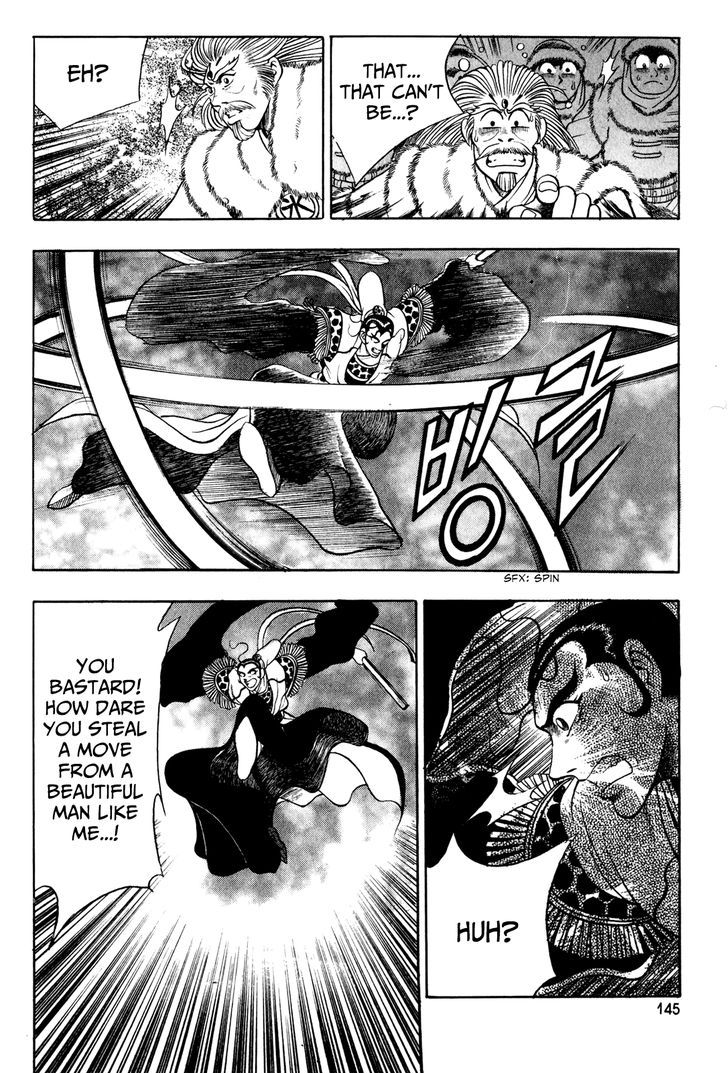 EH?
THAT...
THAT CAN'T
BE...?
빙글
SFX: SPIN
YOU
BASTARD!
HOW DARE
YOU STEAL
A MOVE
FROM A
BEAUTIFUL
MAN LIKE
ME...!
HUH?
145